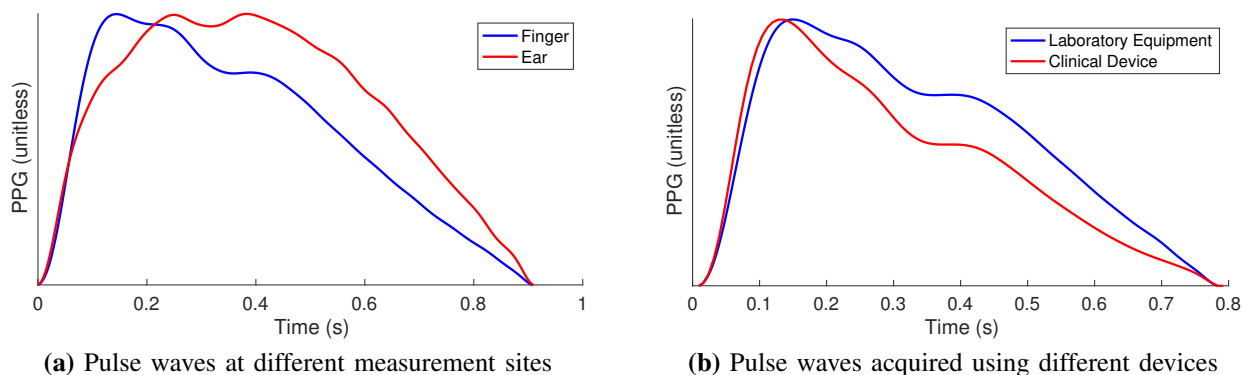 PPG (unitless)
Finger
Ear
0 0.2 0.4 0.6 0.8 1
Time (s)
(a) Pulse waves at different measurement sites
PPG (unitless)
Laboratory Equipment
Clinical Device
0 0.1 0.2 0.3 0.4 0.5 0.6 0.7 0.8
Time (s)
(b) Pulse waves acquired using different devices